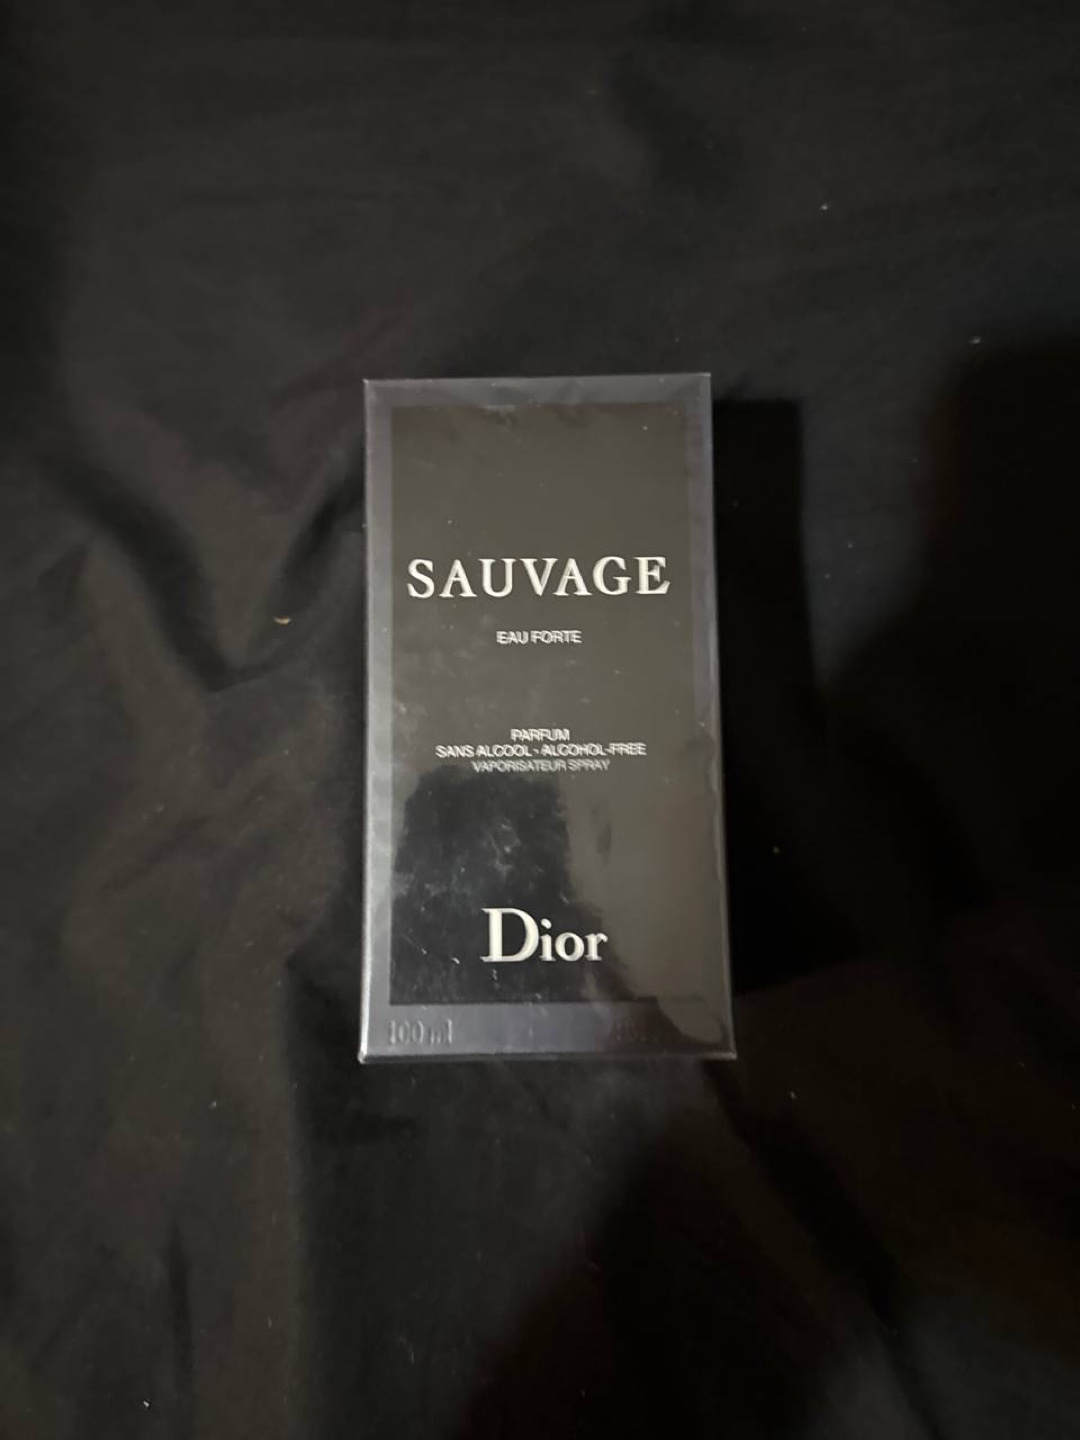 SAUVAGE
EAU FORTE
PARFUM
SANS ALCOOL - ALCOHOL-FREE
VAPORISATEUR SPRAY
Dior
100 ml